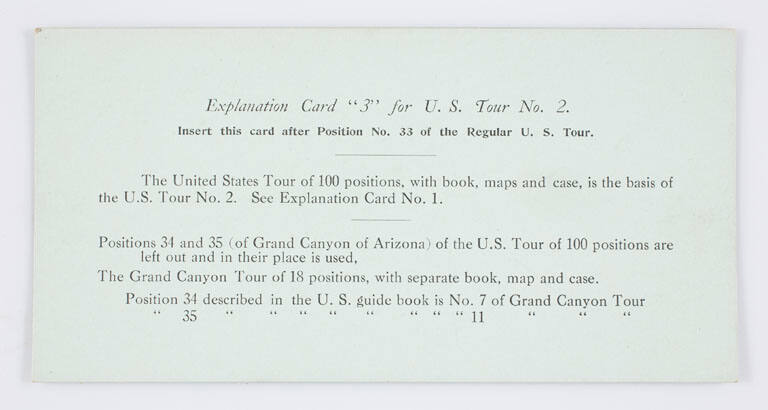 Explanation Card "3" for U. S. Tour No. 2.
Insert this card after Position No. 33 of the Regular U. S. Tour.
The United States Tour of 100 positions, with book, maps and case, is the basis of
the U.S. Tour No. 2. See Explanation Card No. 1.
Positions 34 and 35 (of Grand Canyon of Arizona) of the U.S. Tour of 100 positions are
left out and in their place is used,
The Grand Canyon Tour of 18 positions, with separate book, map and case.
Position 34 described in the U. S. guide book is No. 7 of Grand Canyon Tour
" 35 " " " " " " " " 11 " " "